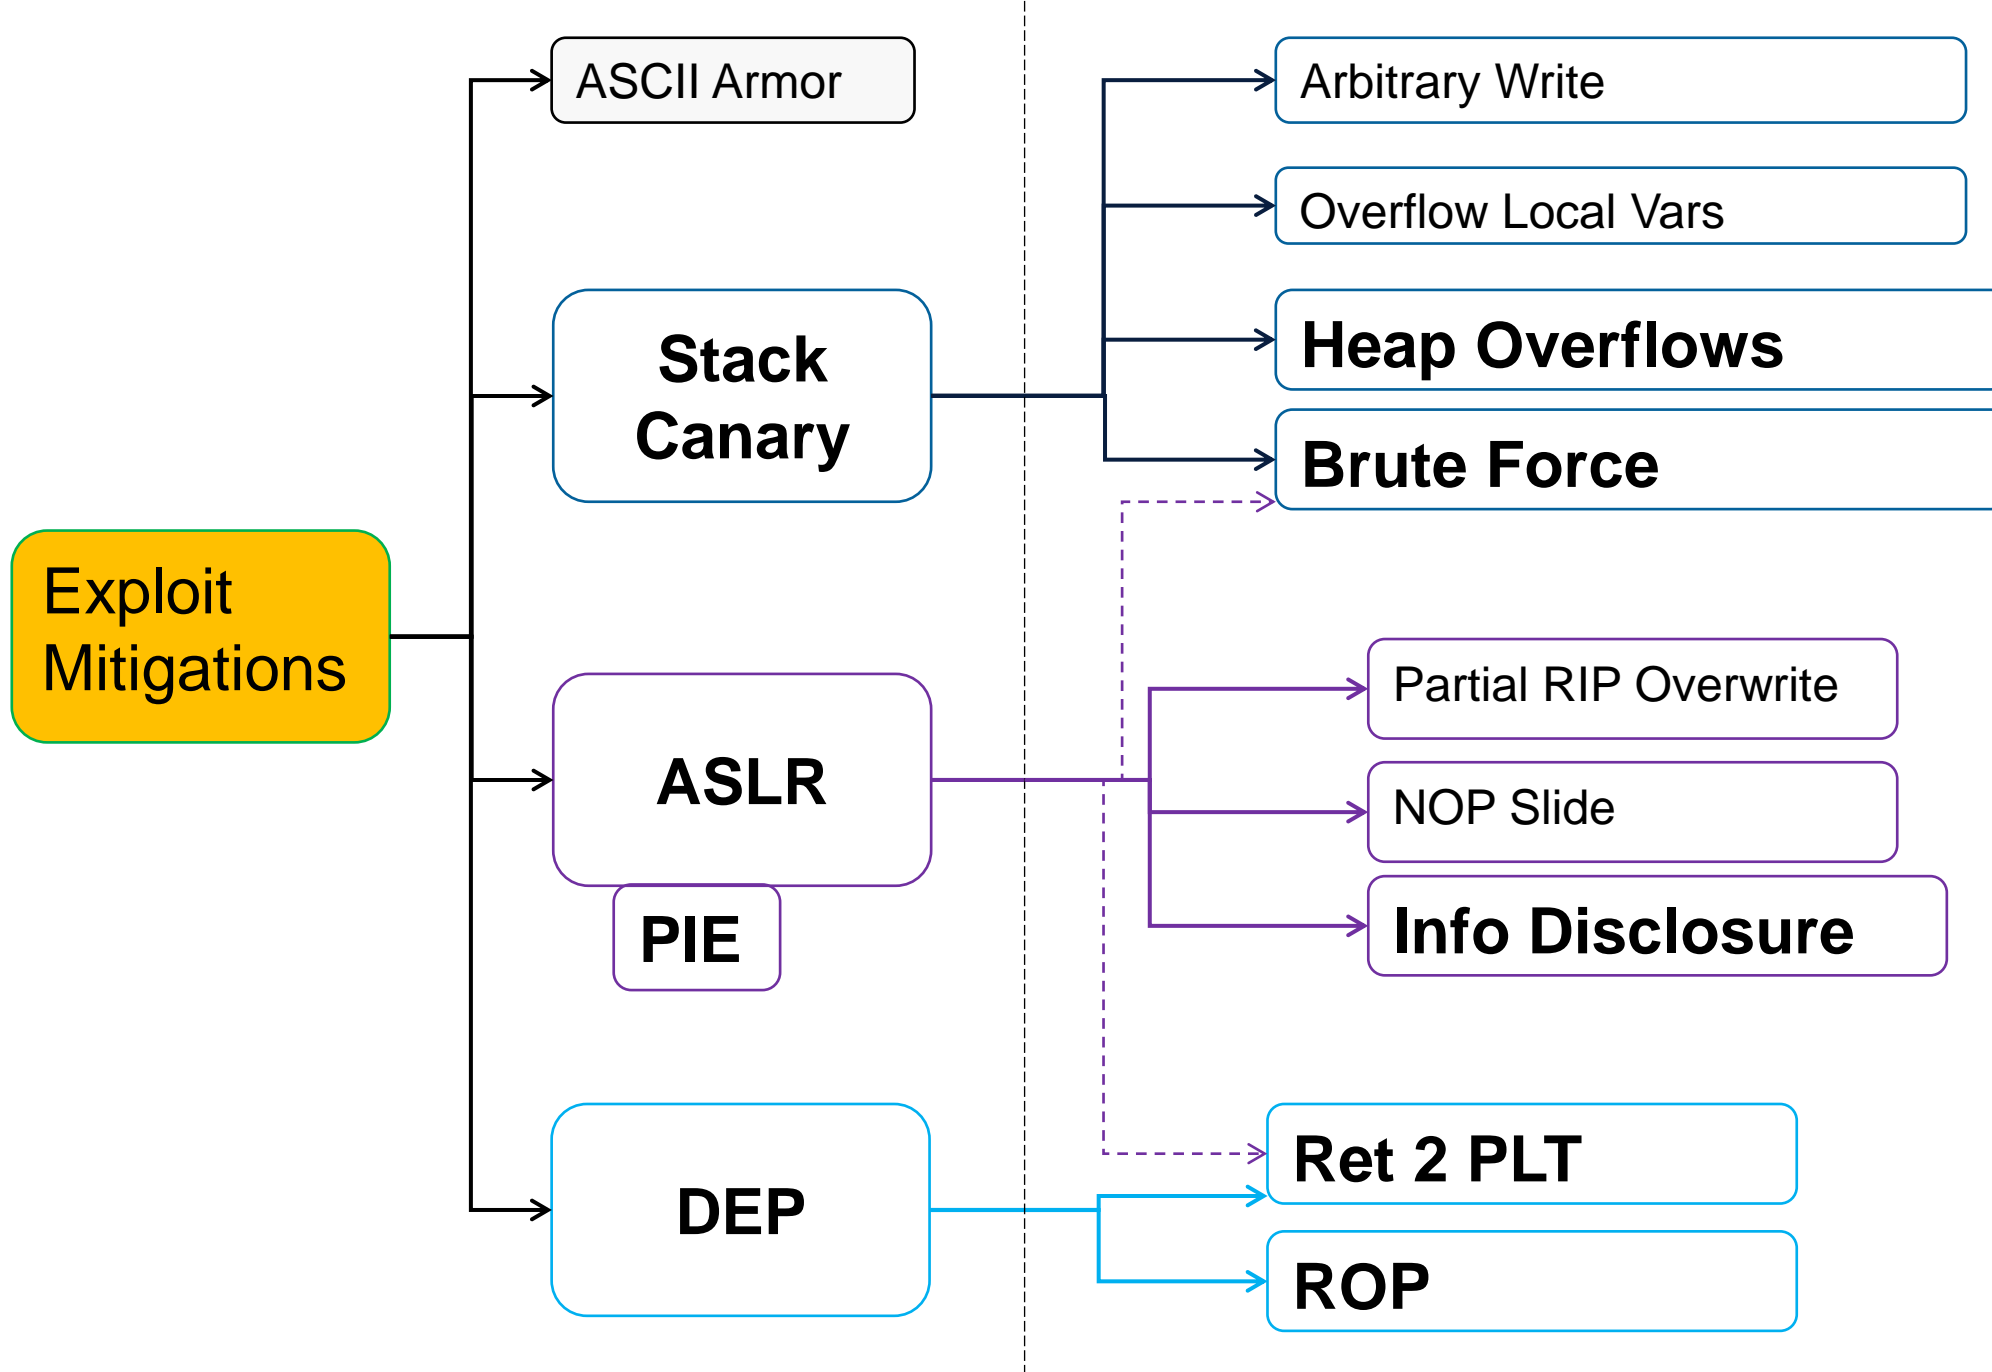 ASCII Armor
Arbitrary Write
Overflow Local Vars
Stack
Canary
Heap Overflows
Brute Force
Exploit
Mitigations
Partial RIP Overwrite
ASLR
NOP Slide
PIE
Info Disclosure
Ret 2 PLT
DEP
ROP